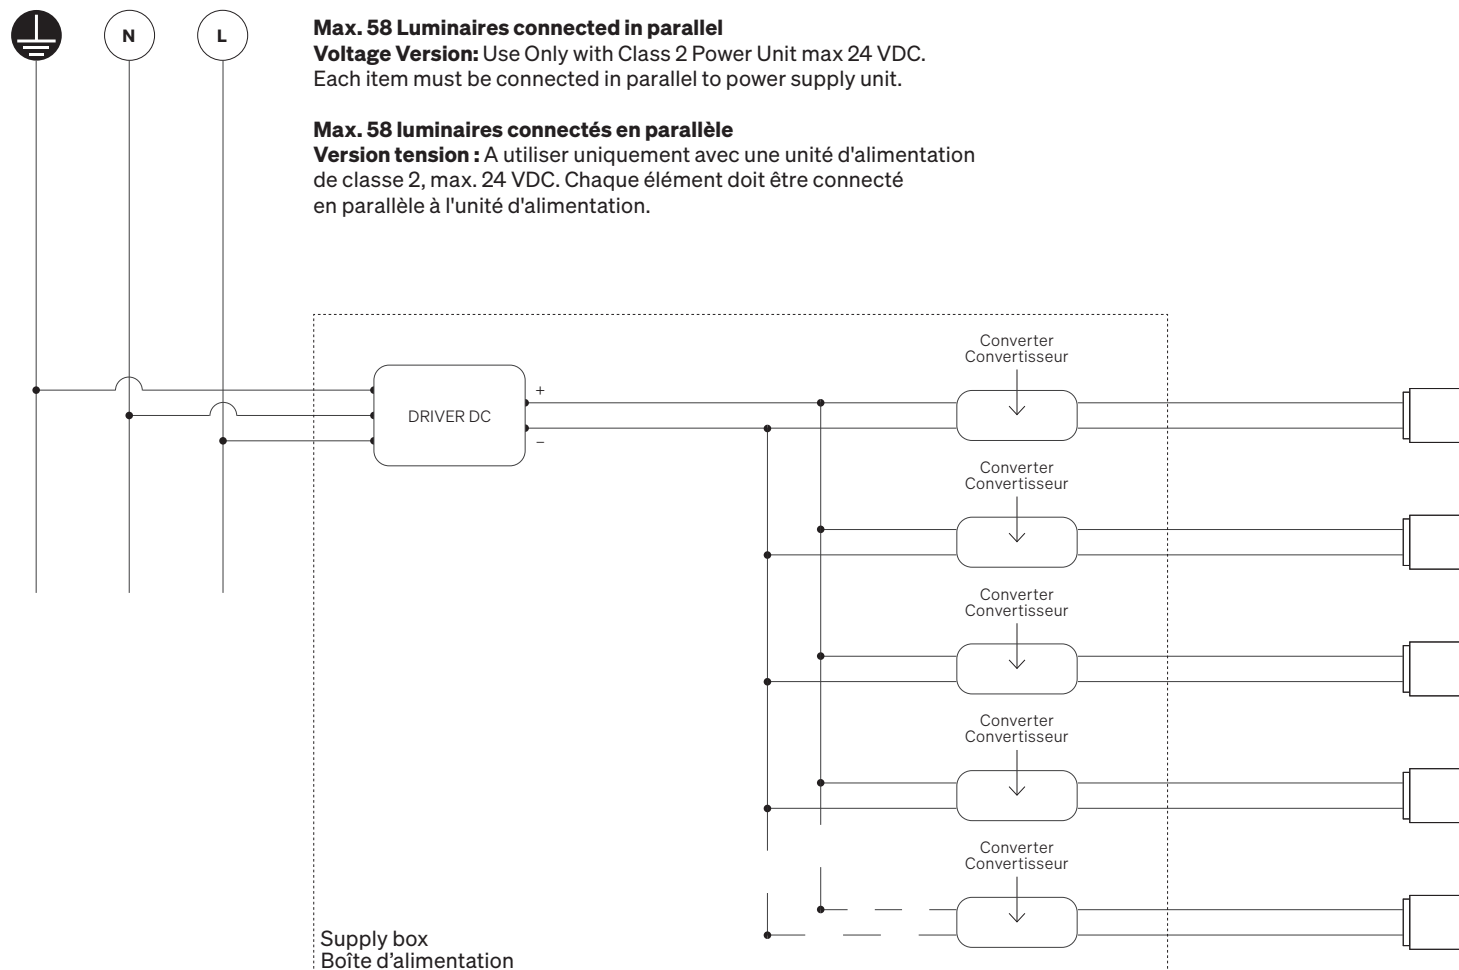 N
L
Max. 58 Luminaires connected in parallel
Voltage Version: Use Only with Class 2 Power Unit max 24 VDC.
Each item must be connected in parallel to power supply unit.
Max. 58 luminaires connectés en parallèle
Version tension : A utiliser uniquement avec une unité d'alimentation
de classe 2, max. 24 VDC. Chaque élément doit être connecté
en parallèle à l'unité d'alimentation.
Converter
Convertisseur
+
DRIVER DC
−
Converter
Convertisseur
Converter
Convertisseur
Converter
Convertisseur
Converter
Convertisseur
Supply box
Boîte d’alimentation